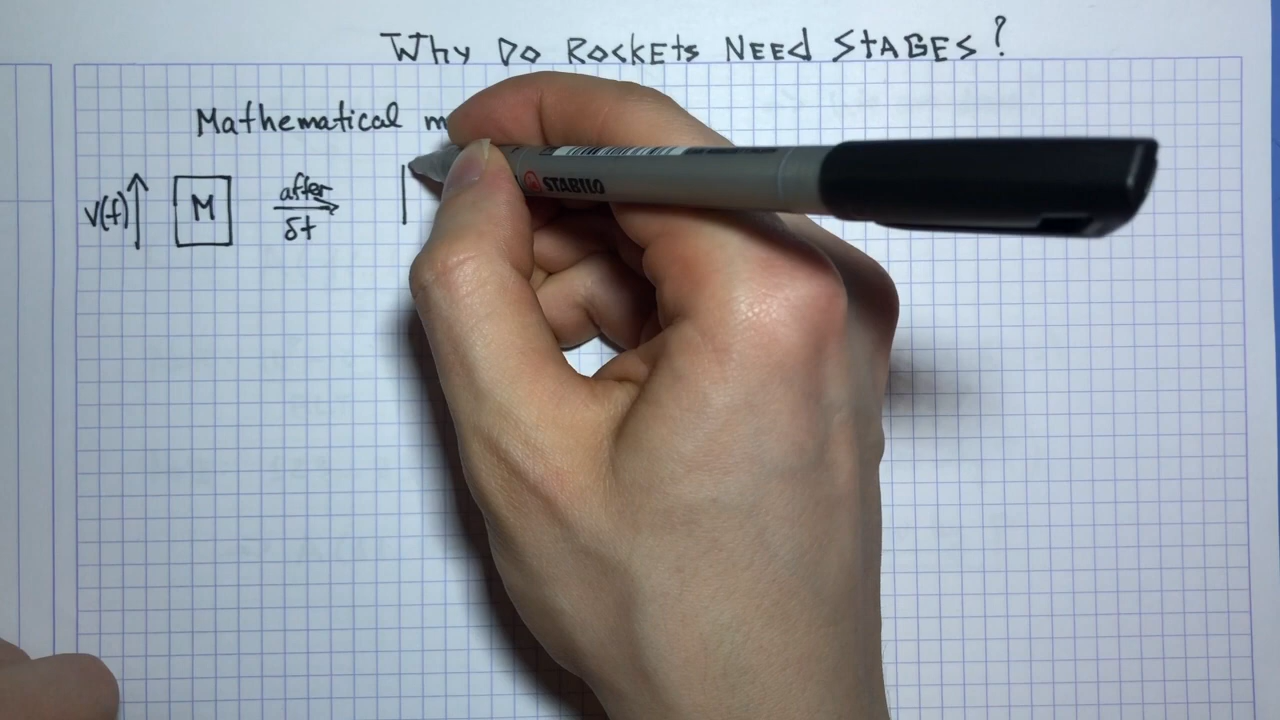 Why Do Rockets Need Stages?
Mathematical m
v(t) M after
δt
STABILO